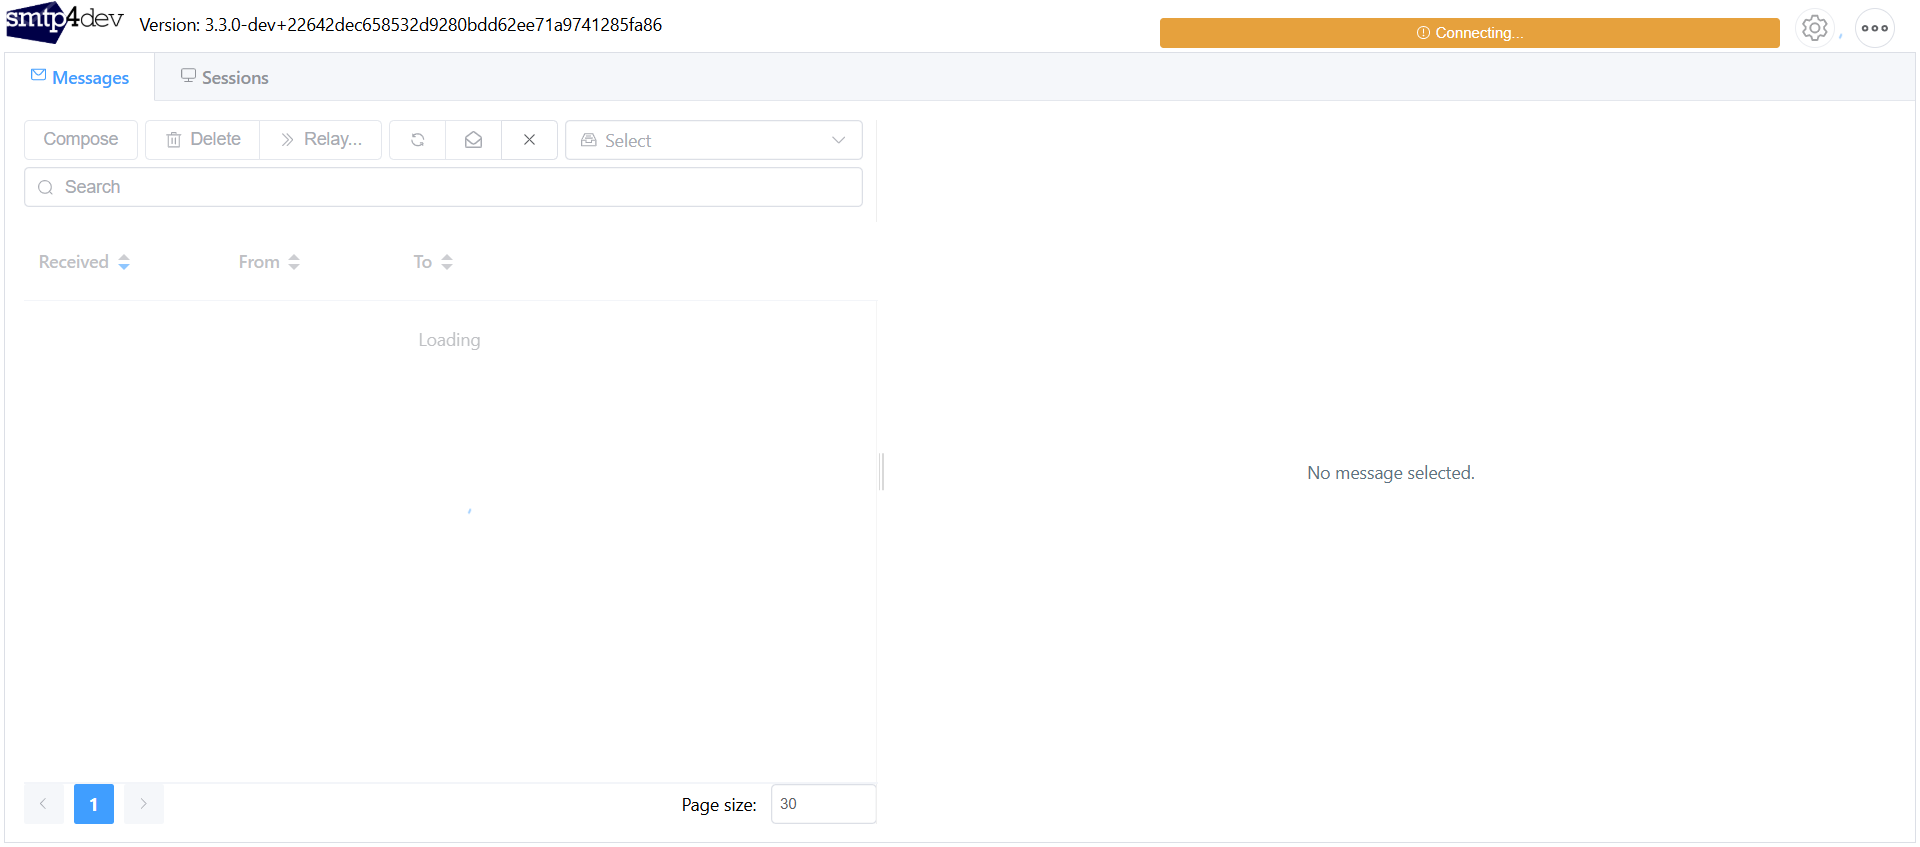 smtp4dev
Version: 3.3.0-dev+22642dec658532d9280bdd62ee71a9741285fa86
Connecting...
Messages
Sessions
Compose
Delete
Relay...
Select
Search
Received
From
To
Loading
No message selected.
1
Page size:
30